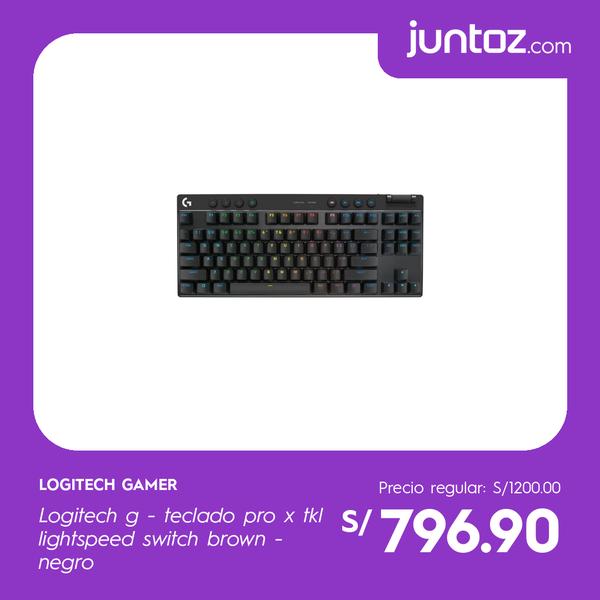 juntoz.com
LOGITECH GAMER
Logitech g - teclado pro x tkl
lightspeed switch brown -
negro
Precio regular: S/1200.00
S/796.90